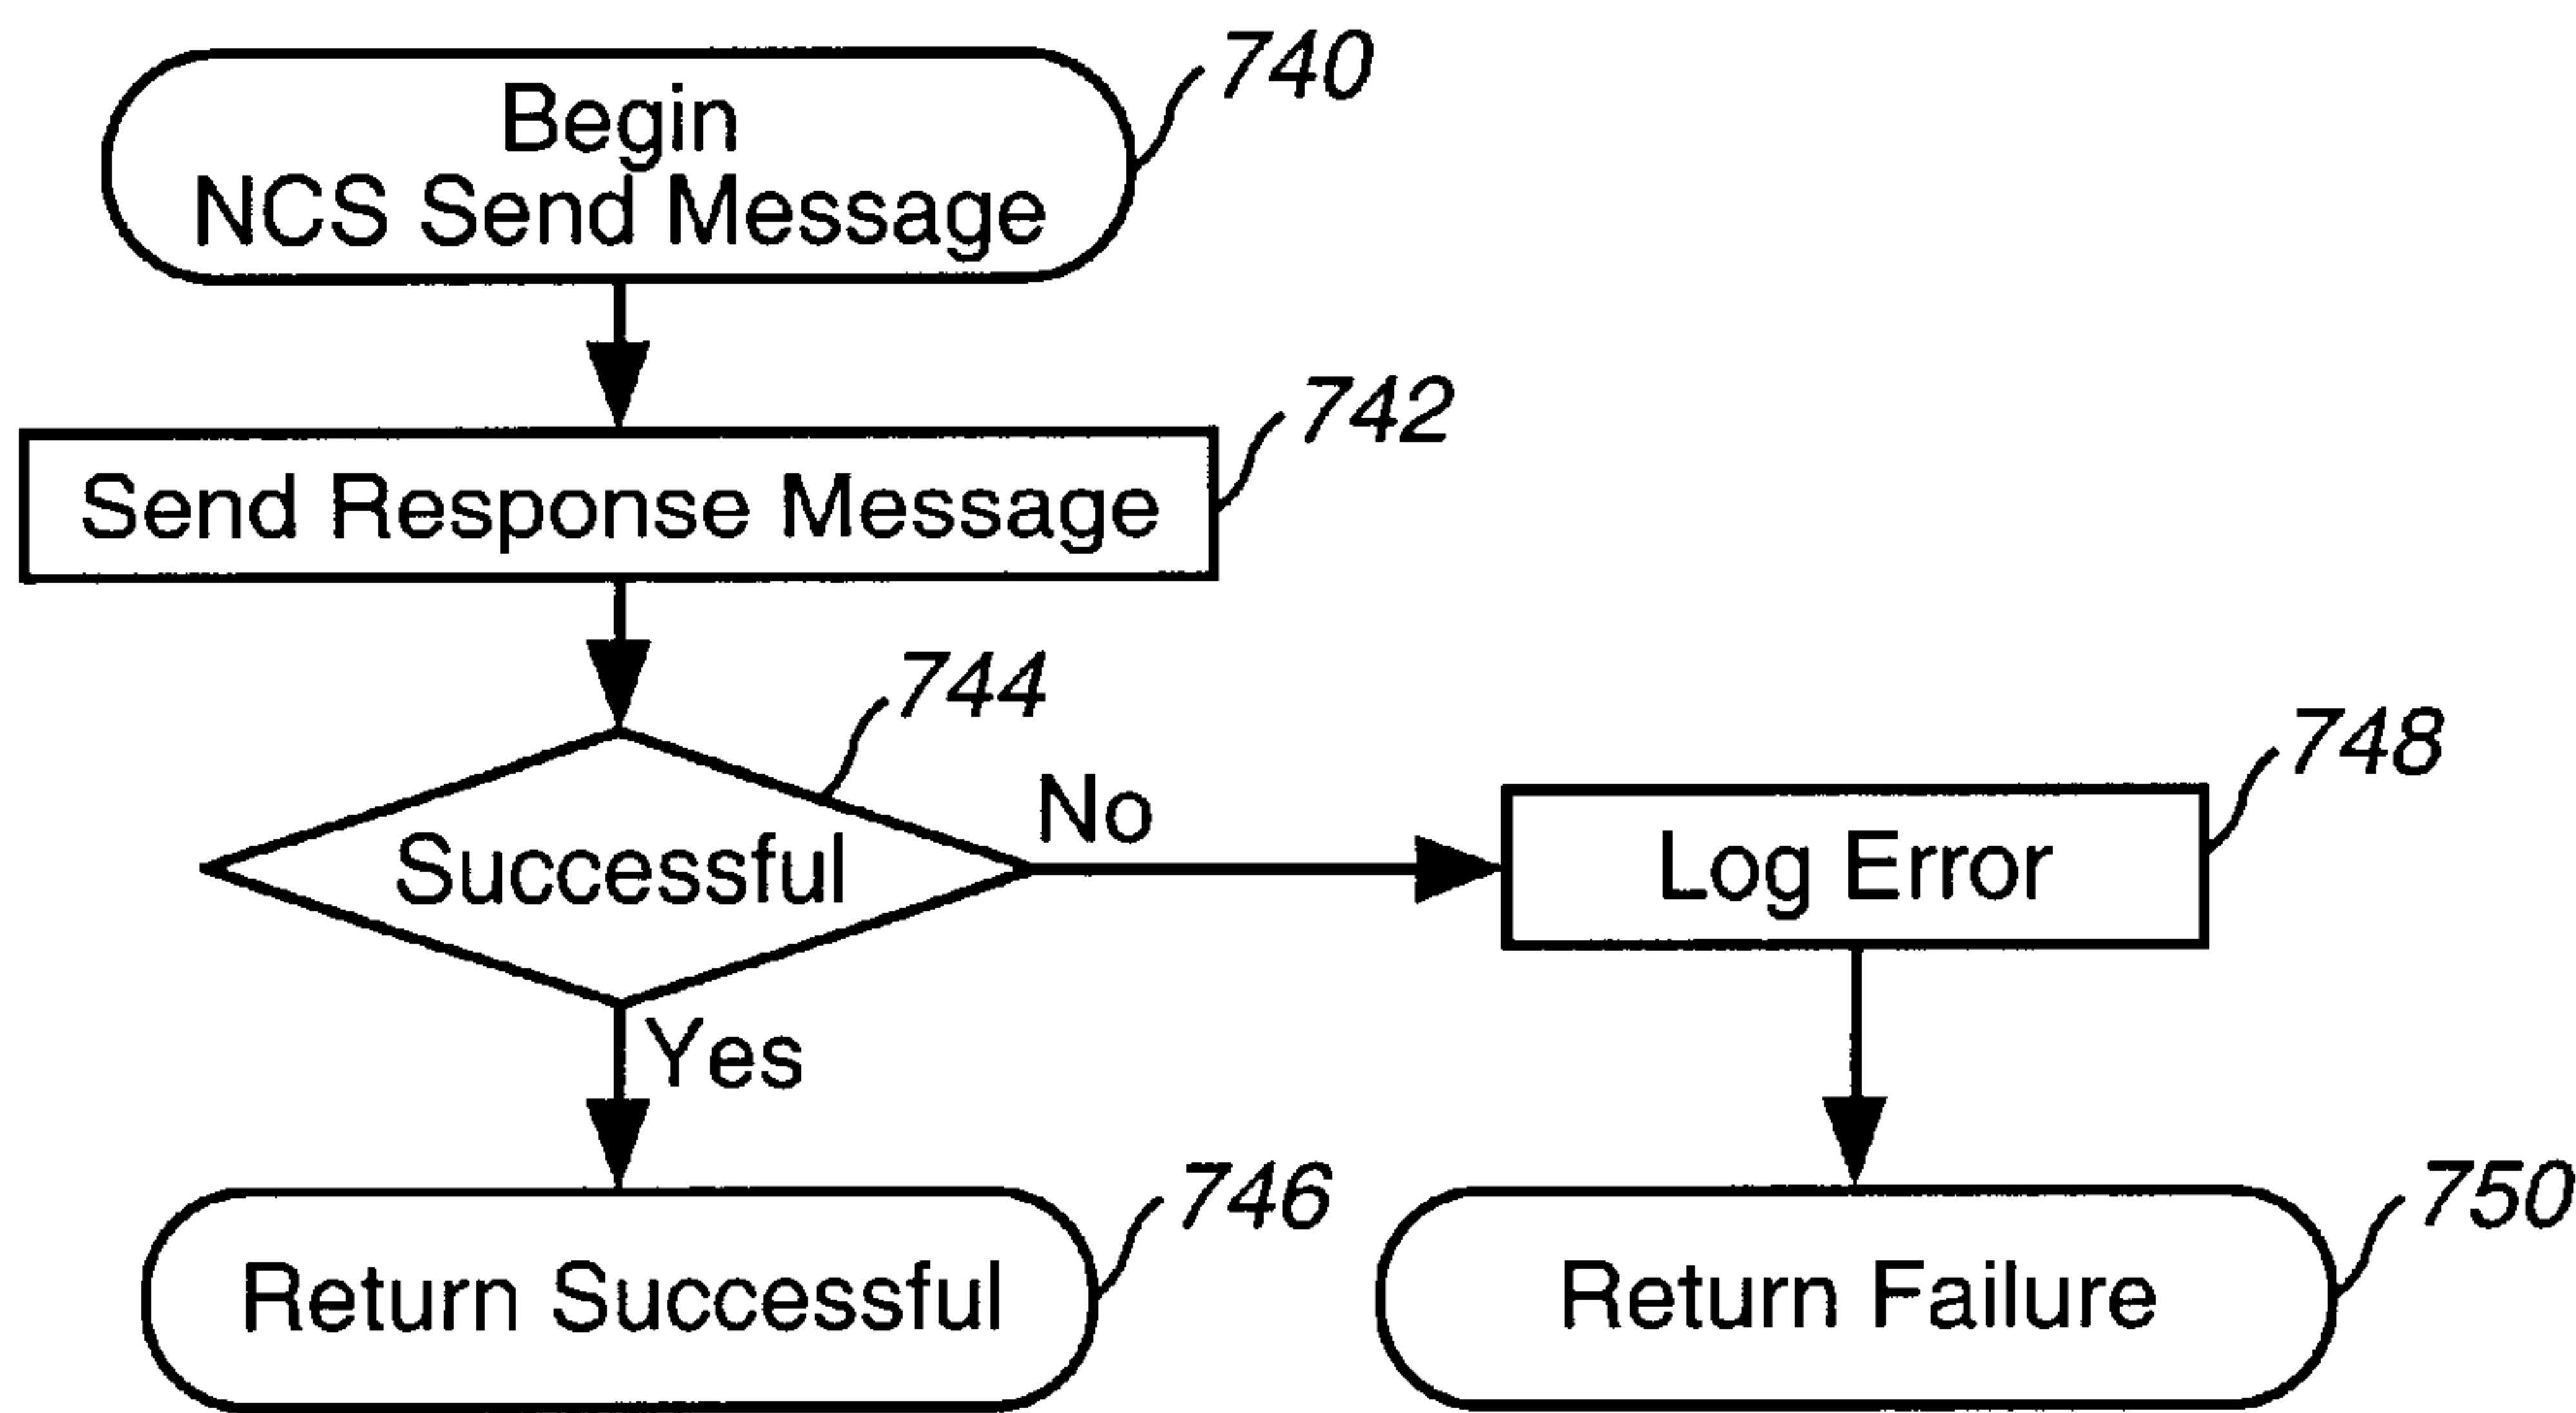 Begin
NCS Send Message
740
Send Response Message
742
744
Successful
No
Yes
748
Log Error
746
Return Successful
750
Return Failure